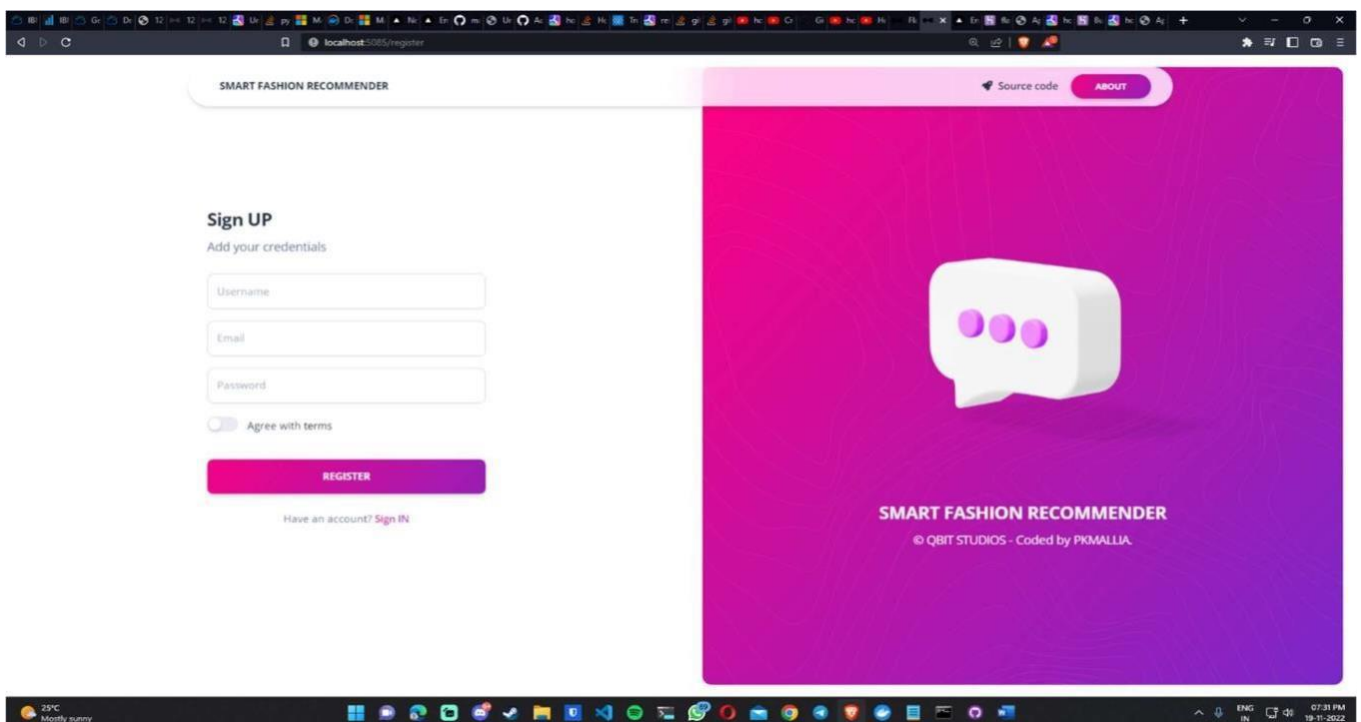 localhost:5085/register
SMART FASHION RECOMMENDER
Source code
ABOUT
Sign UP
Add your credentials
Username
Email
Password
Agree with terms
REGISTER
Have an account? Sign IN
SMART FASHION RECOMMENDER
© QBIT STUDIOS - Coded by PKMALLIA.
25°C
Mostly sunny
ENG
IN
07:31 PM
19-11-2022